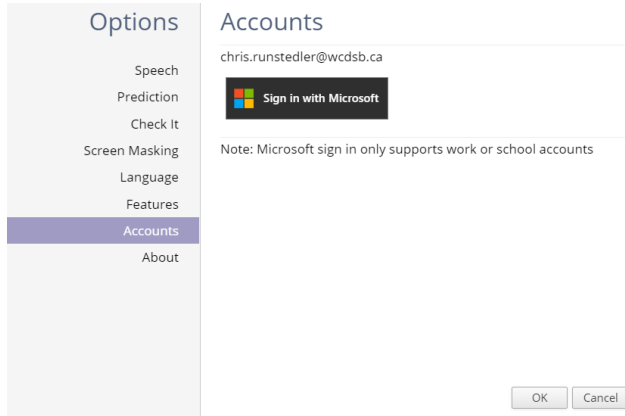 Options
Speech
Prediction
Check It
Screen Masking
Language
Features
Accounts
About
Accounts
chris.runstedler@wcdsb.ca
Sign in with Microsoft
Note: Microsoft sign in only supports work or school accounts
OK
Cancel